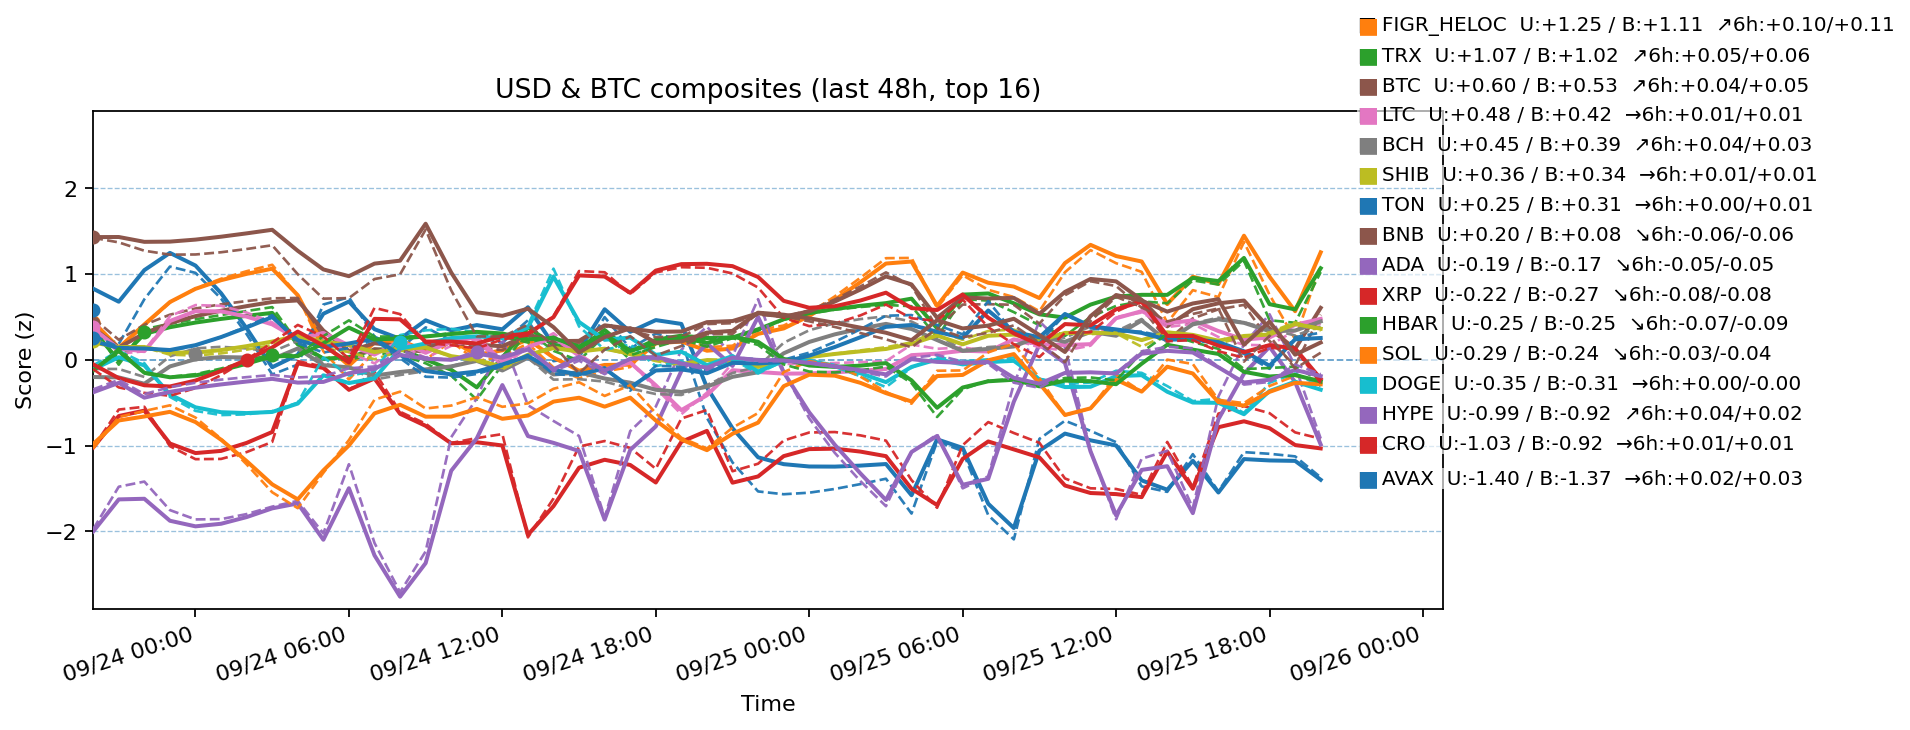 FIGR_HELOC  U:+1.25 / B:+1.11  ↗6h:+0.10/+0.11
TRX  U:+1.07 / B:+1.02  ↗6h:+0.05/+0.06
USD & BTC composites (last 48h, top 16)
BTC  U:+0.60 / B:+0.53  ↗6h:+0.04/+0.05
LTC  U:+0.48 / B:+0.42  →6h:+0.01/+0.01
BCH  U:+0.45 / B:+0.39  ↗6h:+0.04/+0.03
SHIB  U:+0.36 / B:+0.34  →6h:+0.01/+0.01
TON  U:+0.25 / B:+0.31  →6h:+0.00/+0.01
BNB  U:+0.20 / B:+0.08  ↘6h:-0.06/-0.06
ADA  U:-0.19 / B:-0.17  ↘6h:-0.05/-0.05
XRP  U:-0.22 / B:-0.27  ↘6h:-0.08/-0.08
HBAR  U:-0.25 / B:-0.25  ↘6h:-0.07/-0.09
SOL  U:-0.29 / B:-0.24  ↘6h:-0.03/-0.04
DOGE  U:-0.35 / B:-0.31  →6h:+0.00/-0.00
HYPE  U:-0.99 / B:-0.92  ↗6h:+0.04/+0.02
CRO  U:-1.03 / B:-0.92  →6h:+0.01/+0.01
AVAX  U:-1.40 / B:-1.37  →6h:+0.02/+0.03
Score (z)
2
1
0
−1
−2
09/24 00:00
09/24 06:00
09/24 12:00
09/24 18:00
09/25 00:00
09/25 06:00
09/25 12:00
09/25 18:00
09/26 00:00
Time